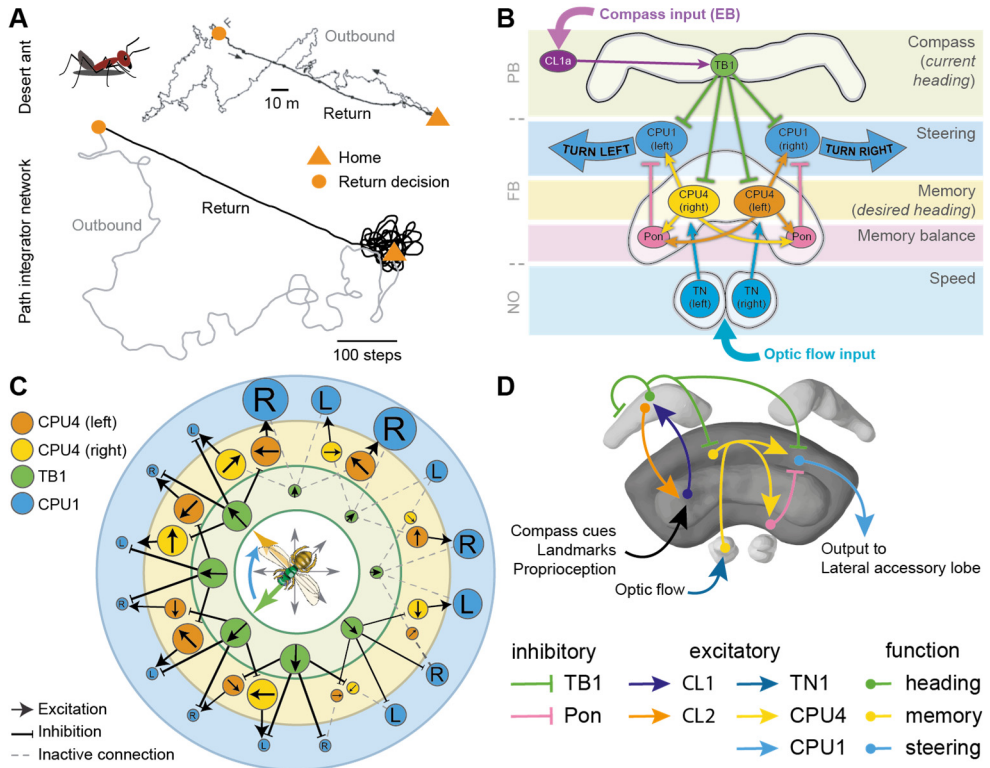 A
Desert ant
F
Outbound
10 m
Return
Home
Return decision
Path integrator network
Outbound
Return
100 steps
B
Compass input (EB)
PB
CL1a
TB1
Compass
(current
heading)
FB
TURN LEFT
CPU1
(left)
CPU1
(right)
TURN RIGHT
Steering
CPU4
(right)
CPU4
(left)
Memory
(desired heading)
Pon
Pon
Memory balance
NO
TN
(left)
TN
(right)
Speed
Optic flow input
C
CPU4 (left)
CPU4 (right)
TB1
CPU1
R
L
R
L
R
L
R
L
R
L
R
L
R
L
R
L
Excitation
Inhibition
Inactive connection
D
Compass cues
Landmarks
Proprioception
Optic flow
Output to
Lateral accessory lobe
inhibitory
excitatory
function
TB1
CL1
TN1
heading
Pon
CL2
CPU4
memory
CPU1
steering